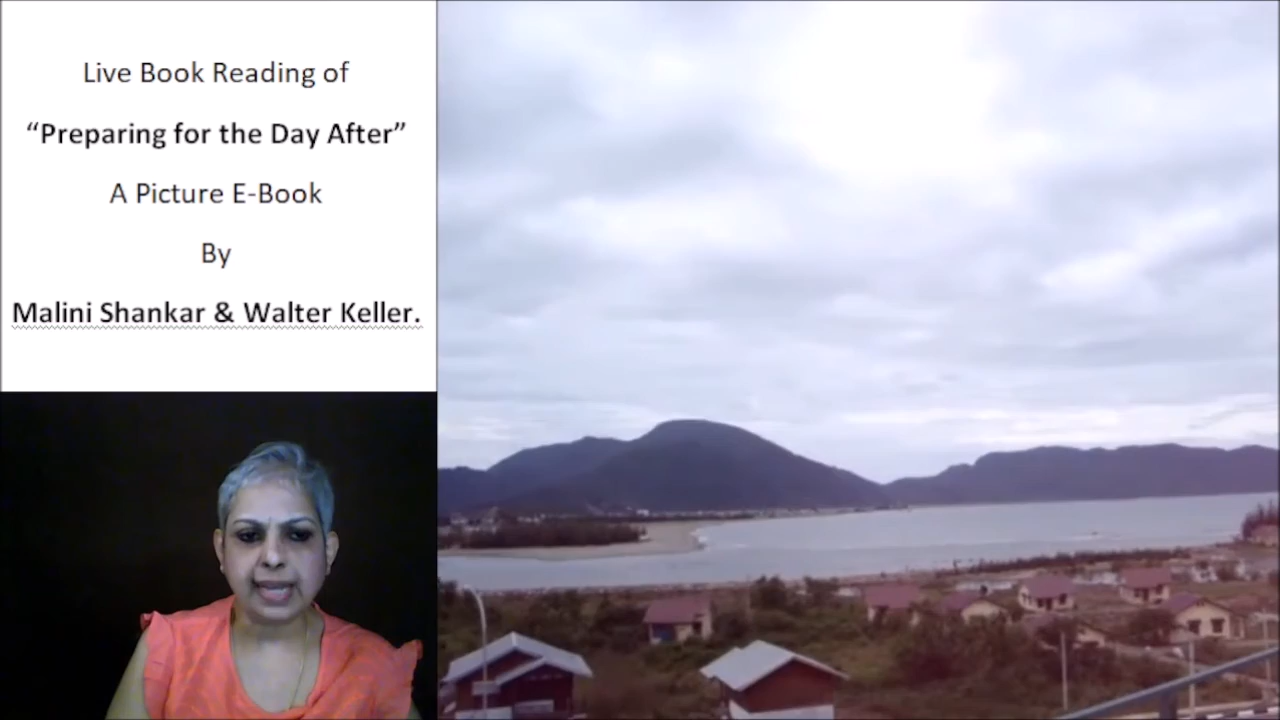 Live Book Reading of
“Preparing for the Day After”
A Picture E-Book
By
Malini Shankar & Walter Keller.